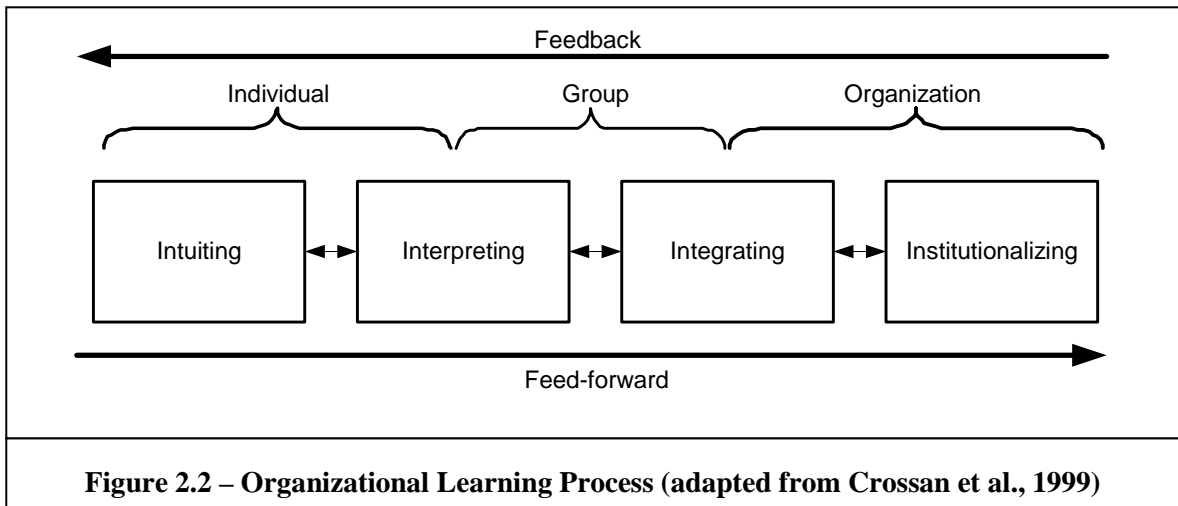 Feedback
Individual Group Organization
Intuiting Interpreting Integrating Institutionalizing
Feed-forward
Figure 2.2 – Organizational Learning Process (adapted from Crossan et al., 1999)